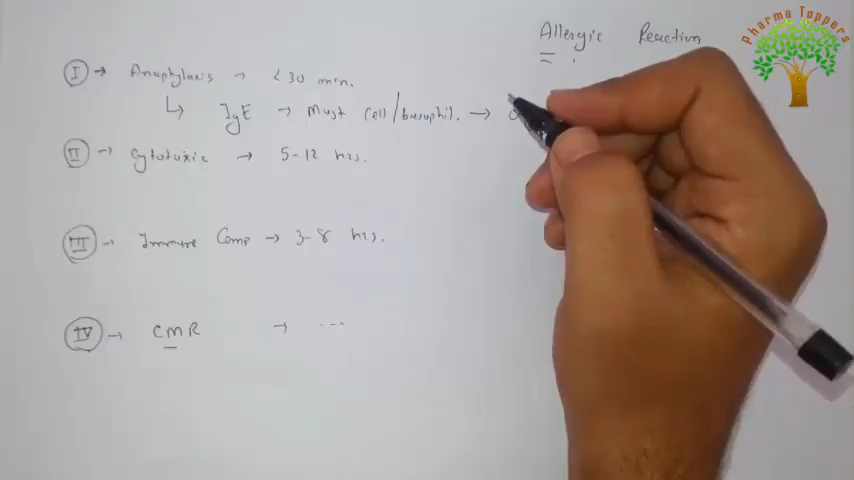 Pharma Toppers
Allergic Reaction
I → Anaphylaxis → <30 min.
IgE → Must Cell/basophil. →
II → Cytotoxic → 5-12 hrs.
III → Immune Comp → 3-8 hrs.
IV → CMR → ...